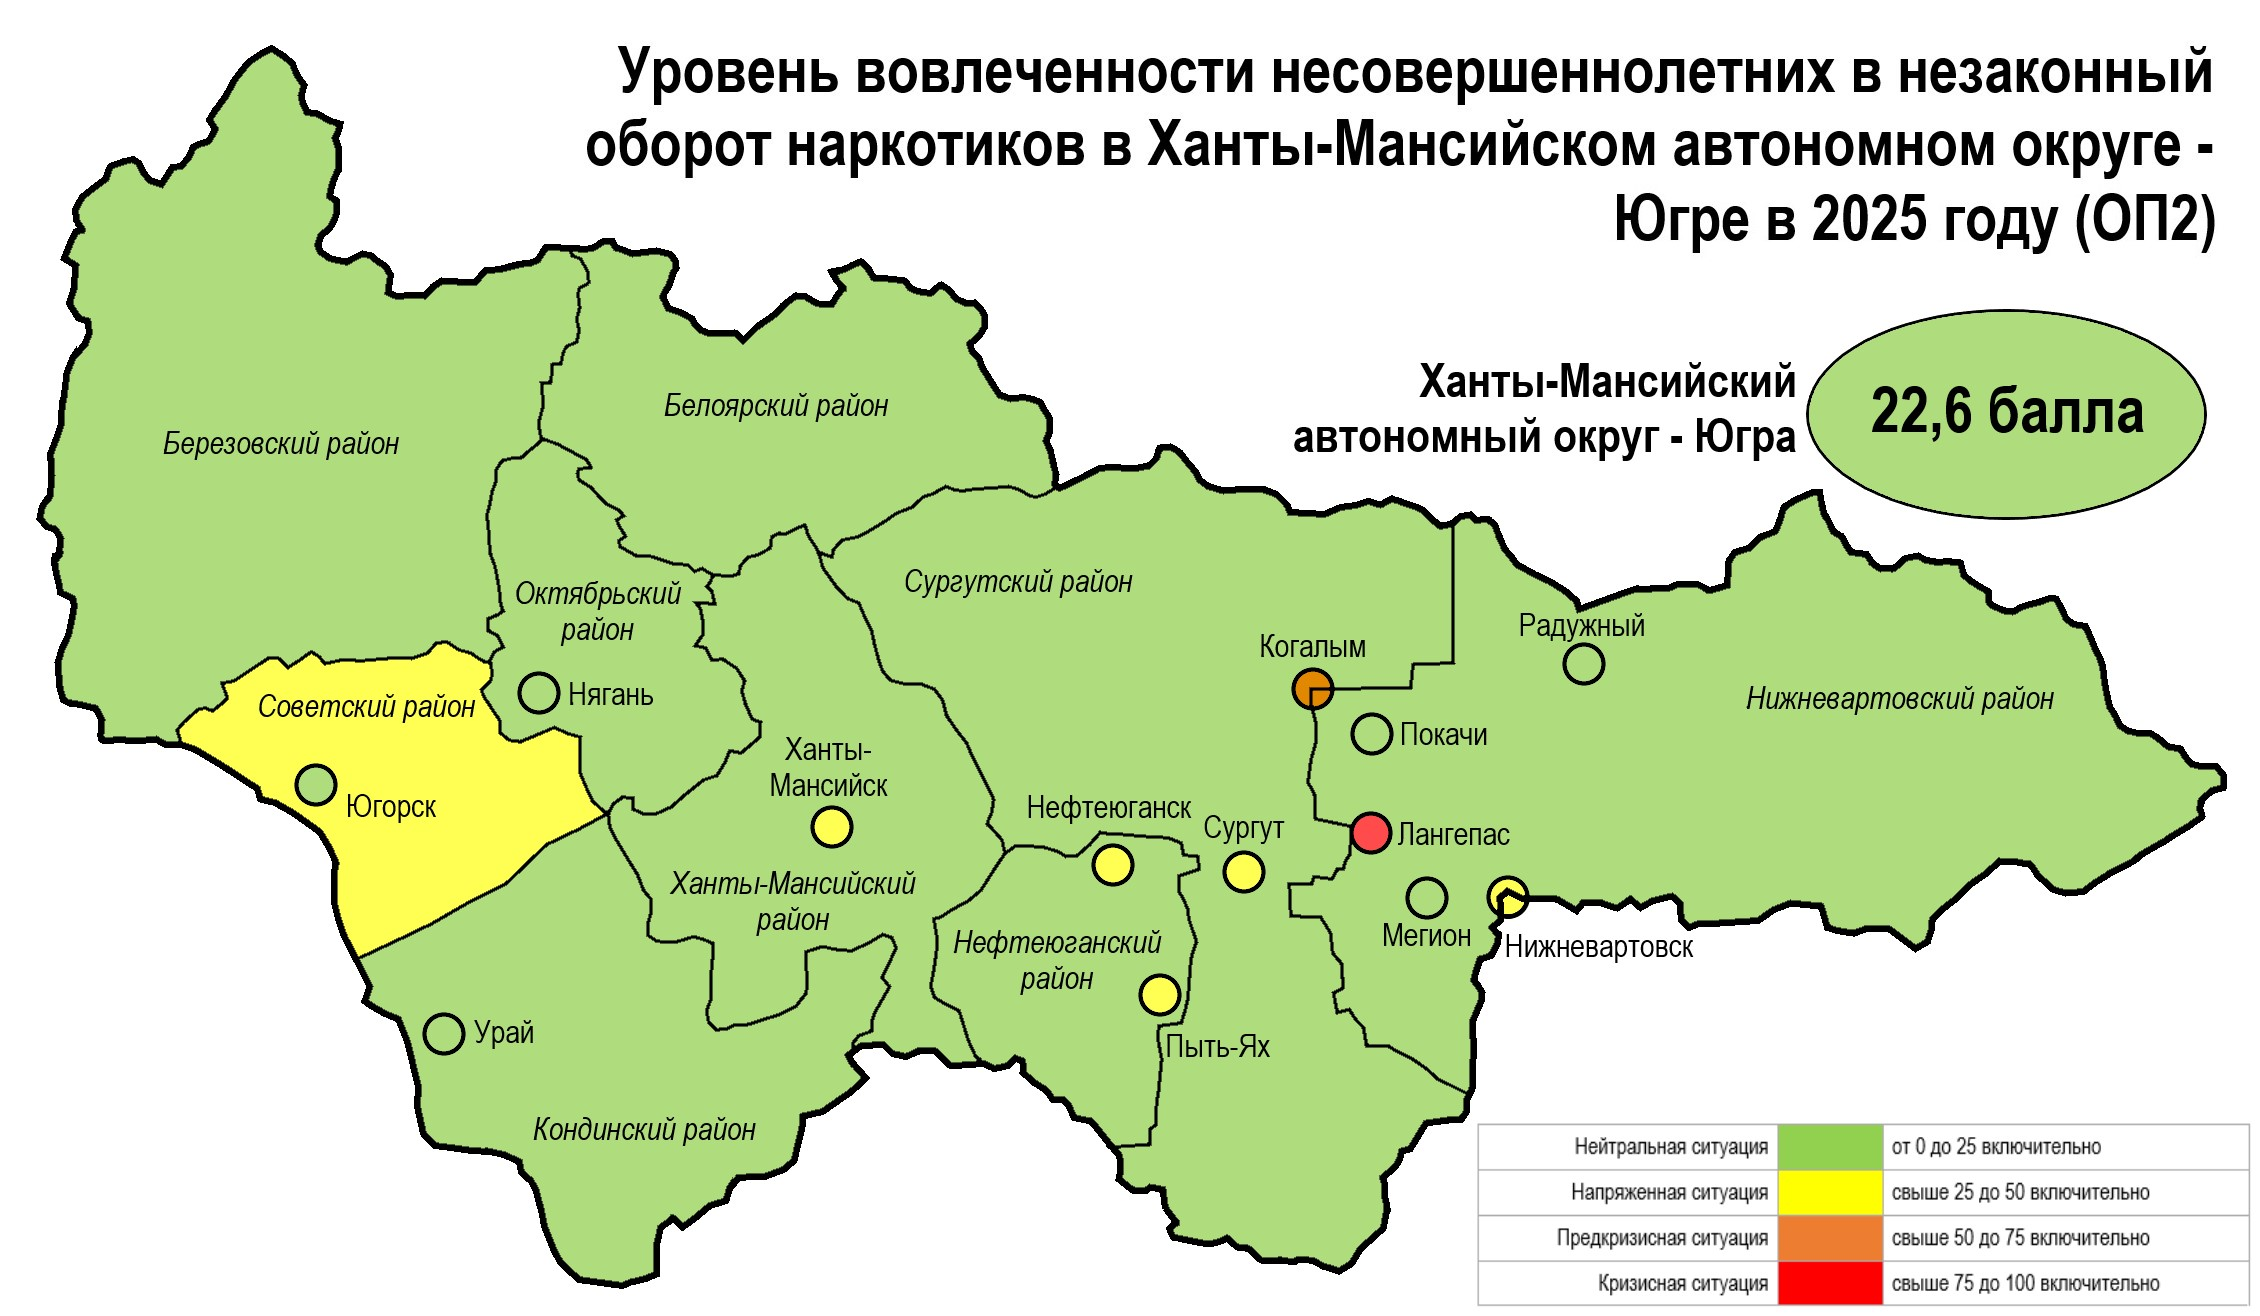 Уровень вовлеченности несовершеннолетних в незаконный
оборот наркотиков в Ханты-Мансийском автономном округе -
Югре в 2025 году (ОП2)
Ханты-Мансийский
автономный округ - Югра
22,6 балла
Белоярский район
Березовский район
Октябрьский
район
Сургутский район
Радужный
Когалым
Нижневартовский район
Советский район
Нягань
Покачи
Ханты-
Мансийск
Югорск
Нефтеюганск
Сургут
Лангепас
Ханты-Мансийский
район
Мегион
Нижневартовск
Нефтеюганский
район
Урай
Пыть-Ях
Кондинский район
Нейтральная ситуация от 0 до 25 включительно
Напряженная ситуация свыше 25 до 50 включительно
Предкризисная ситуация свыше 50 до 75 включительно
Кризисная ситуация свыше 75 до 100 включительно